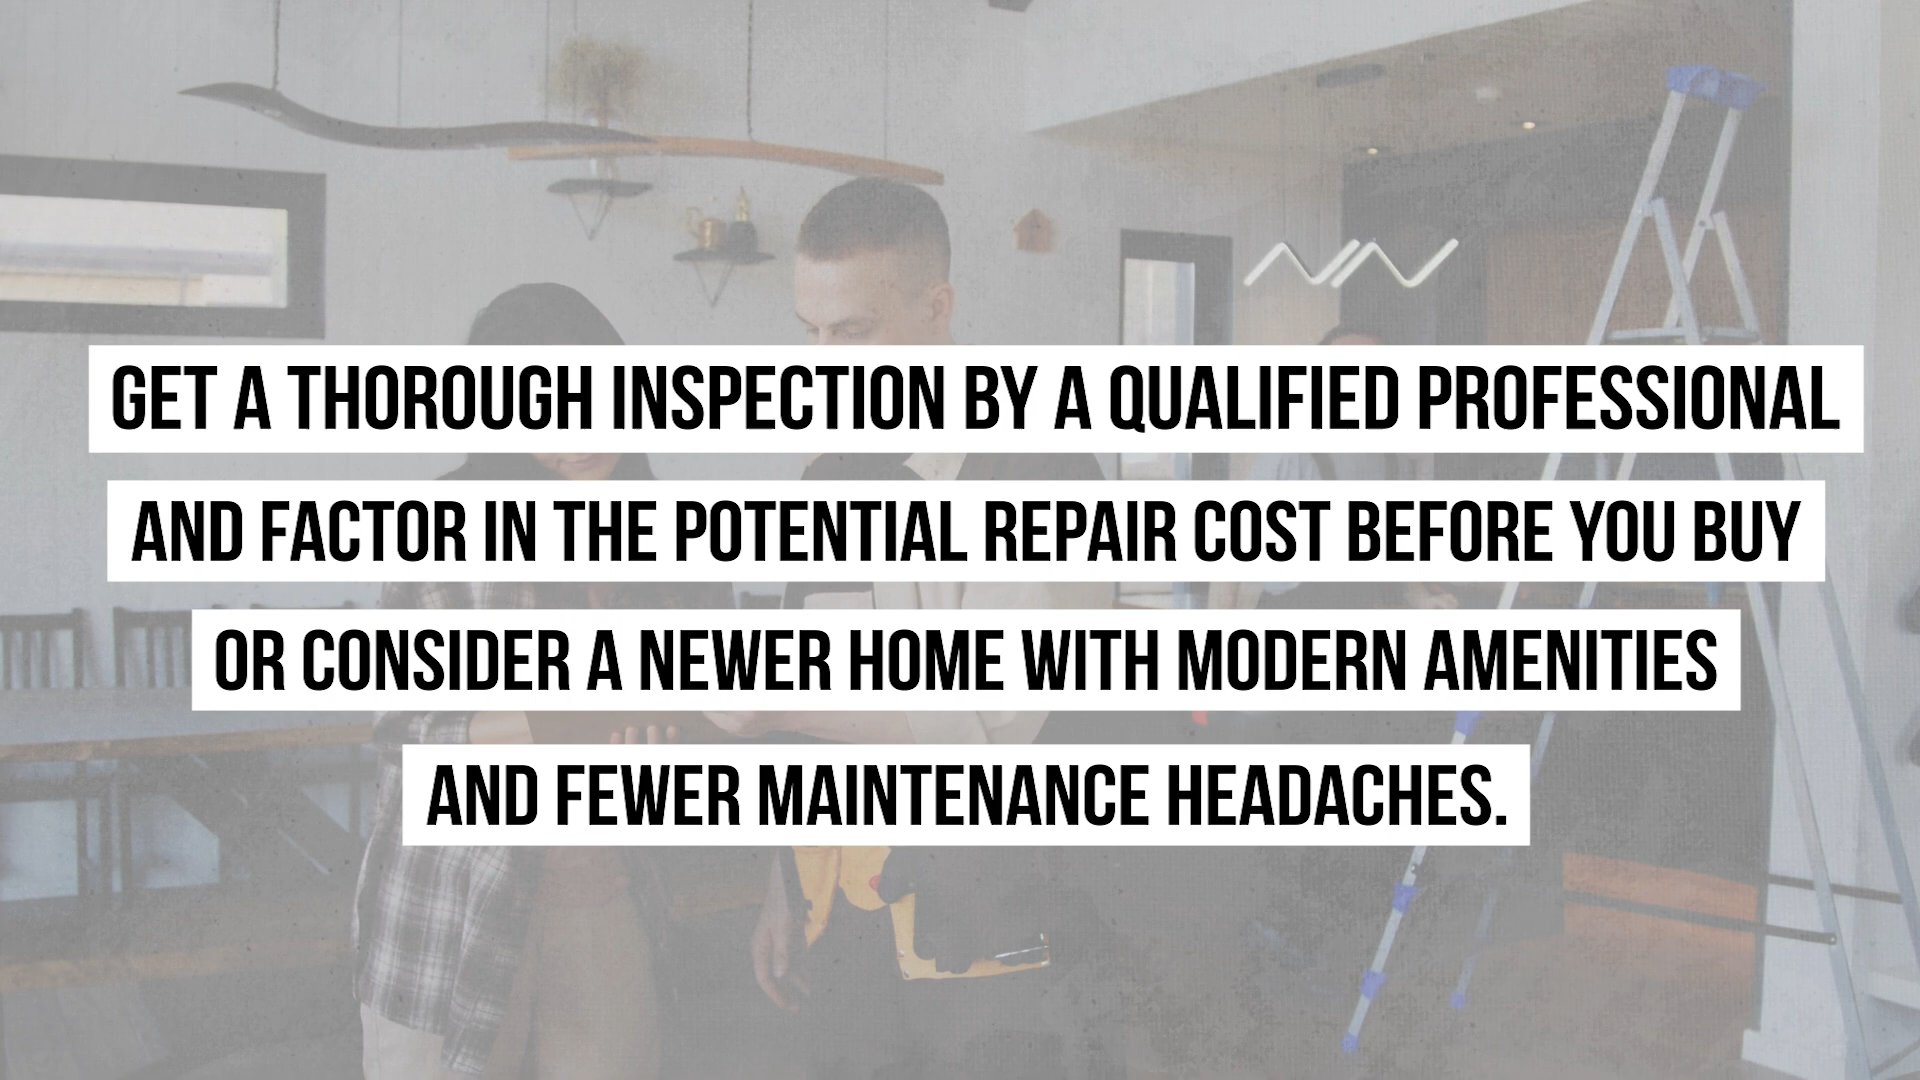 GET A THOROUGH INSPECTION BY A QUALIFIED PROFESSIONAL
AND FACTOR IN THE POTENTIAL REPAIR COST BEFORE YOU BUY
OR CONSIDER A NEWER HOME WITH MODERN AMENITIES
AND FEWER MAINTENANCE HEADACHES.